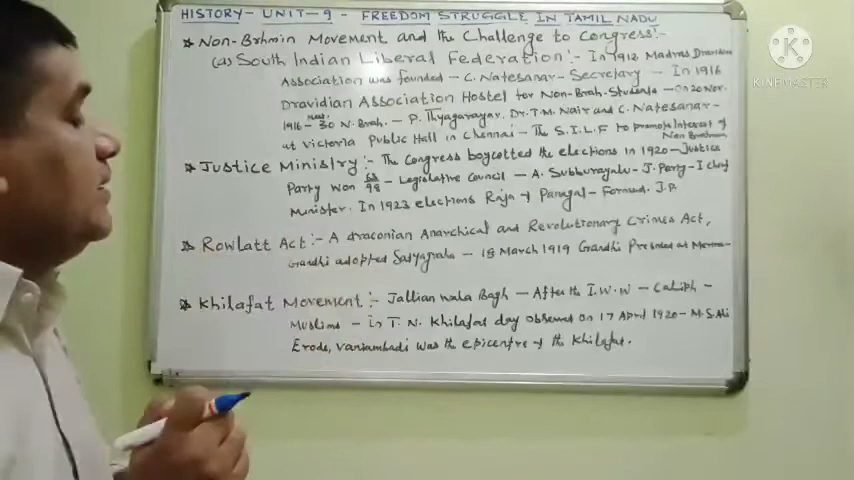 HISTORY- UNIT-9 - FREEDOM STRUGGLE IN TAMIL NADU
* Non-Brhmin Movement and the Challenge to Congress:-
(a) South Indian Liberal Federation:- In 1912 Madras Dravidian
Association was founded - C. Natesanar - Secretary - In 1916
Dravidian Association Hostel for Non-Brah. Students - On 20 Nov.
1916 - 30 N. Brah. - P. Thyagarayar, Dr. T.M. Nair and C. Natesanar -
at Victoria Public Hall in Chennai - The S.I.L.F to promote Interest of
Non Brahmin
* Justice Ministry:- The Congress boycotted the elections in 1920 - Justice
Party won 63/98 - Legislative Council - A. Subburayalu - J. Party - I Chief
Minister. In 1923 elections Raja of Panagal - Formed J.P
* Rowlatt Act:- A draconian Anarchical and Revolutionary Crimes Act,
Gandhi adopted Satyagraha - 18 March 1919 Gandhi at
* Khilafat Movement:- Jallian wala Bagh - After the I.W.W - Caliph -
Muslims - in T.N. Khilafat day observed on 17 April 1920 - M.S. Ali
Erode, Vaniambadi was the epicentre of the Khilafat.
K
KINEMASTER